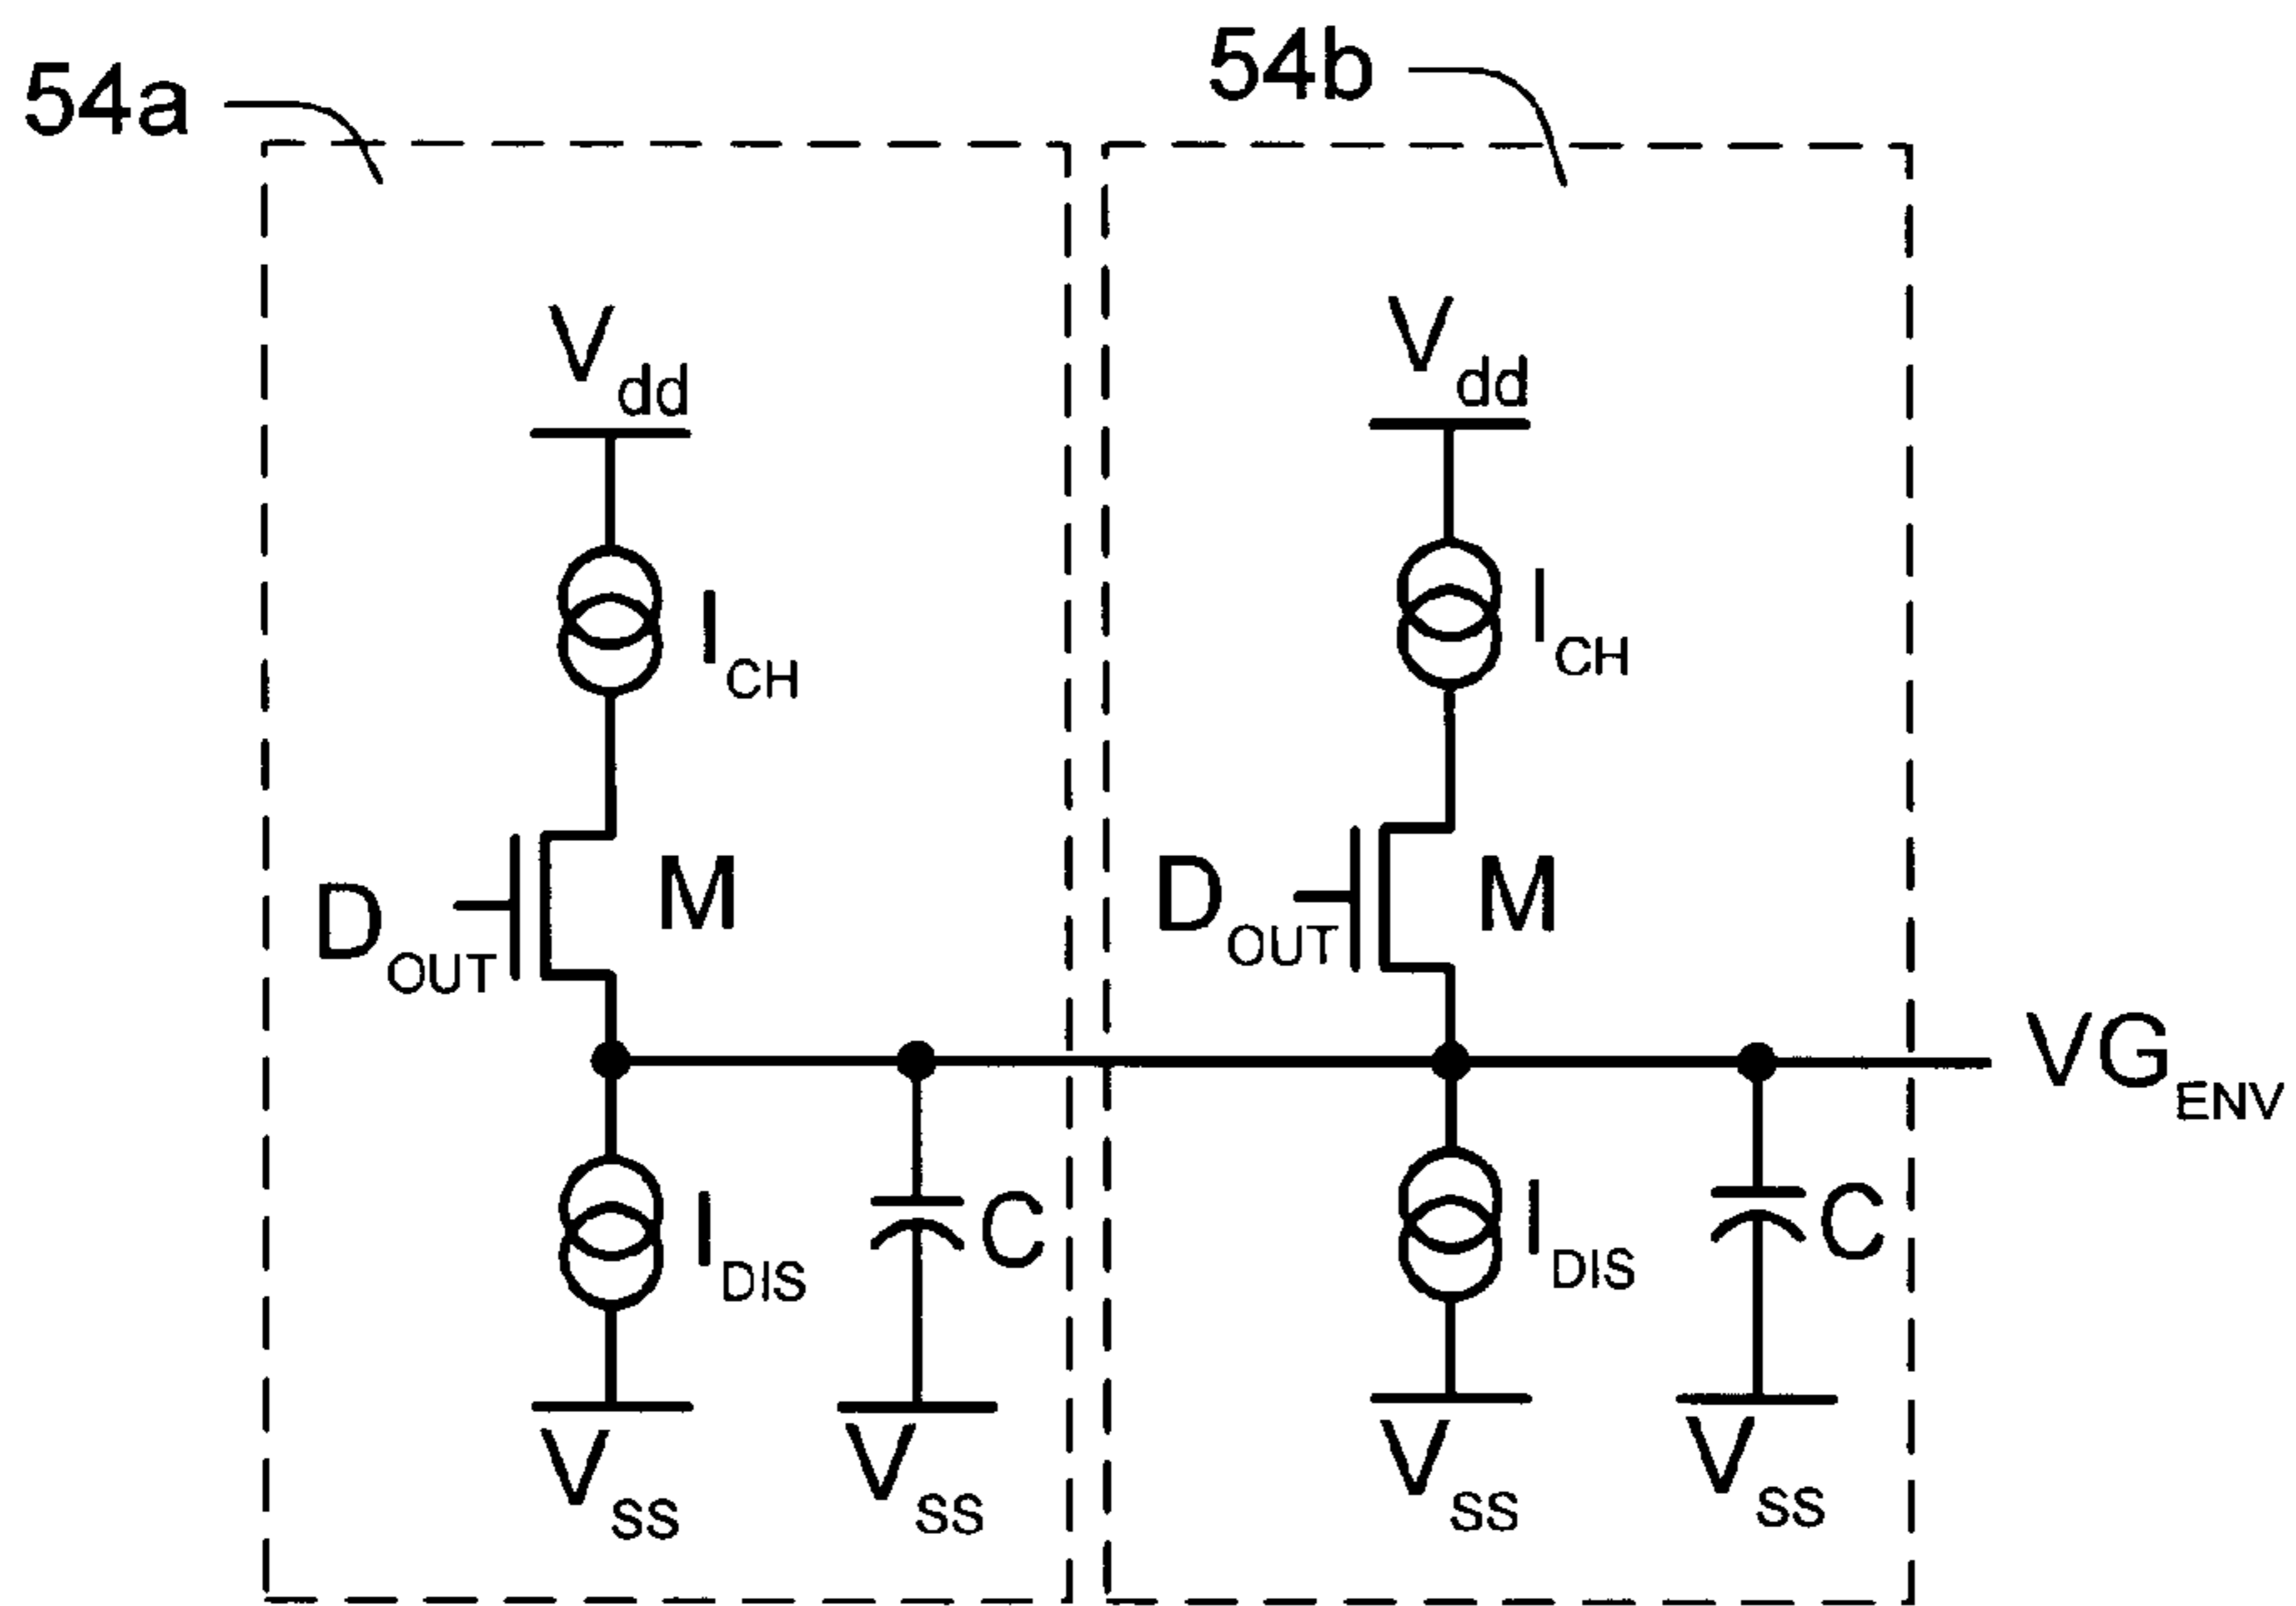 54a
54b
Vdd
Vdd
ICH
ICH
DOUT
M
DOUT
M
VGENV
IDIS
C
IDIS
C
VSS
VSS
VSS
VSS